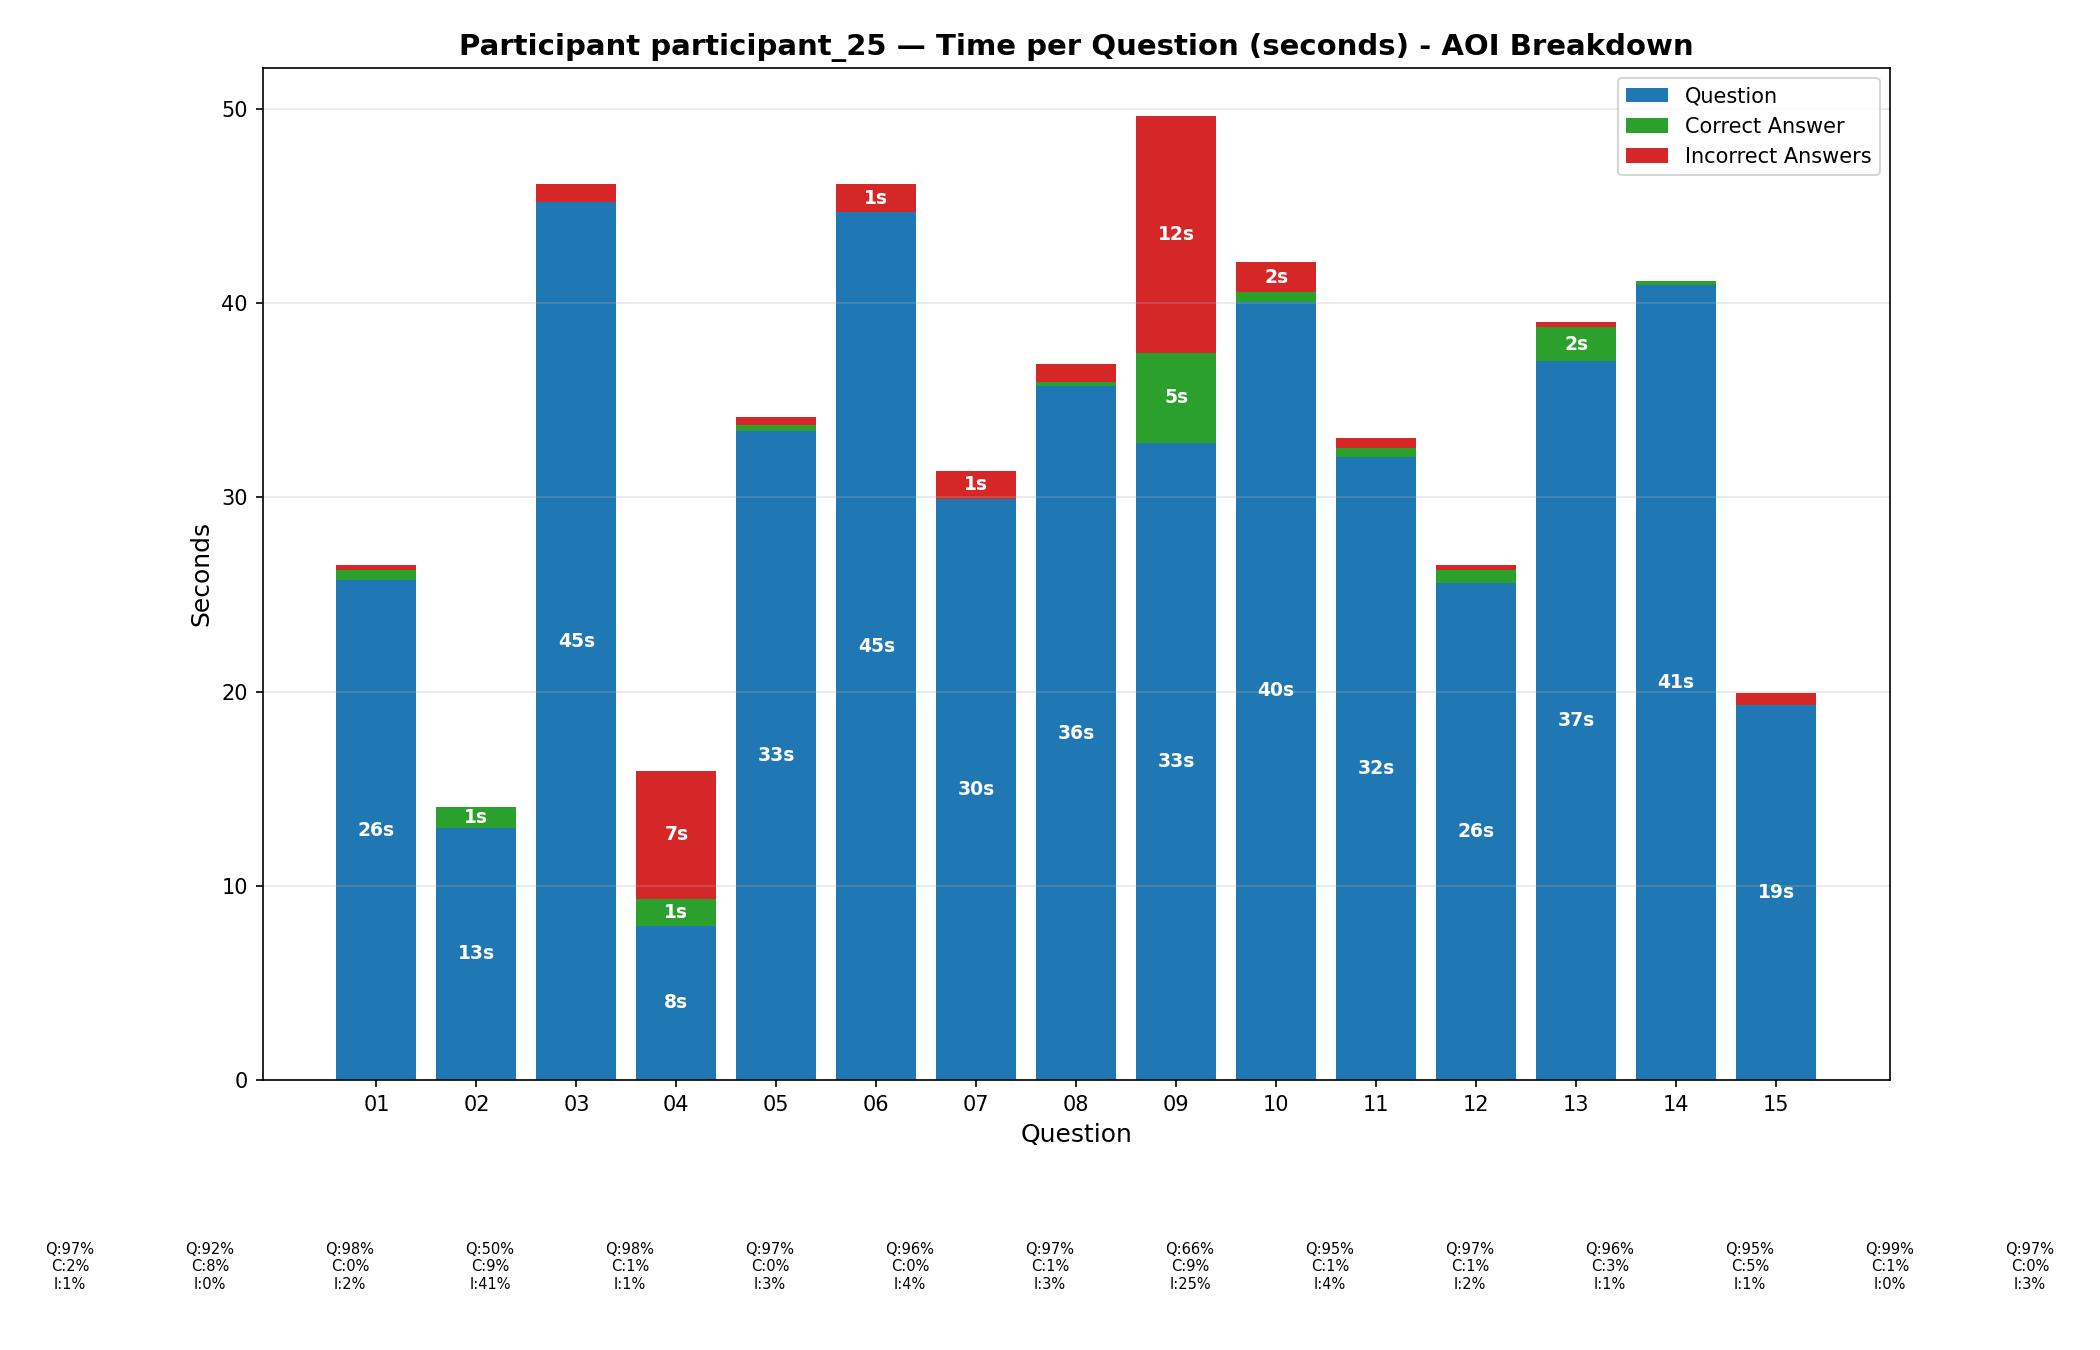 Participant participant_25 — Time per Question (seconds) - AOI Breakdown
Question
Correct Answer
Incorrect Answers
Seconds
50
40
30
20
10
0
26s
13s
1s
45s
8s
1s
7s
33s
45s
1s
30s
1s
36s
33s
5s
12s
40s
2s
32s
26s
37s
2s
41s
19s
01 02 03 04 05 06 07 08 09 10 11 12 13 14 15
Question
Q:97% Q:92% Q:98% Q:50% Q:98% Q:97% Q:96% Q:97% Q:66% Q:95% Q:97% Q:96% Q:95% Q:99% Q:97%
C:2% C:8% C:0% C:9% C:1% C:0% C:0% C:1% C:9% C:1% C:1% C:3% C:5% C:1% C:0%
I:1% I:0% I:2% I:41% I:1% I:3% I:4% I:3% I:25% I:4% I:2% I:1% I:1% I:0% I:3%